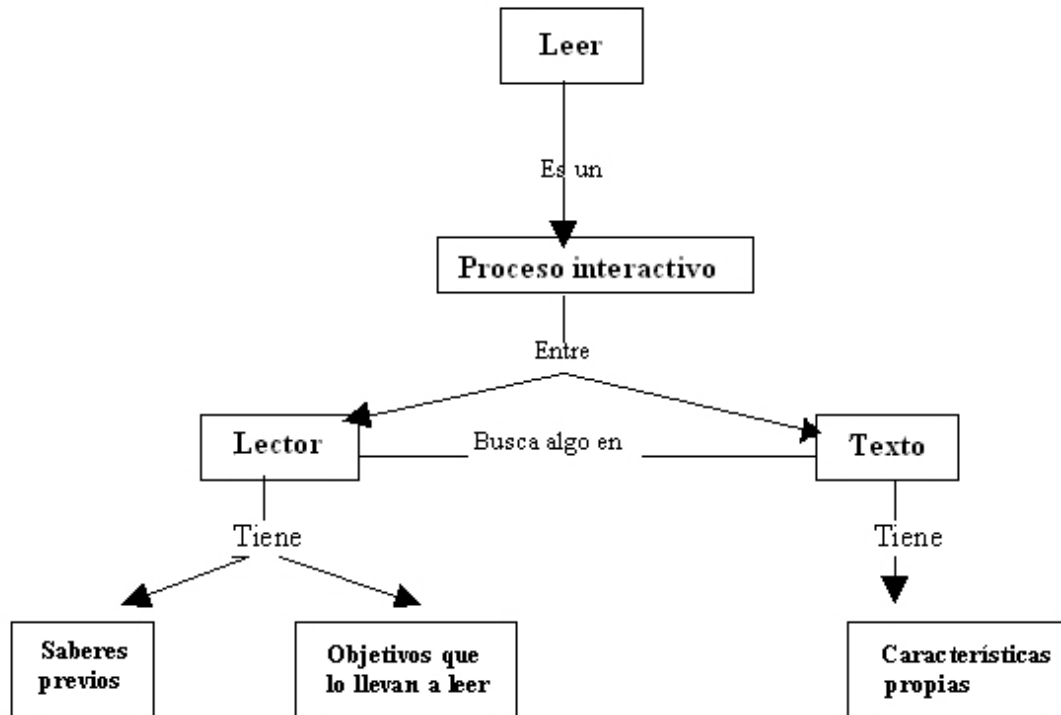 Leer
Es un
Proceso interactivo
Entre
Lector
Busca algo en
Texto
Tiene
Tiene
Saberes
previos
Objetivos que
lo llevan a leer
Características
propias